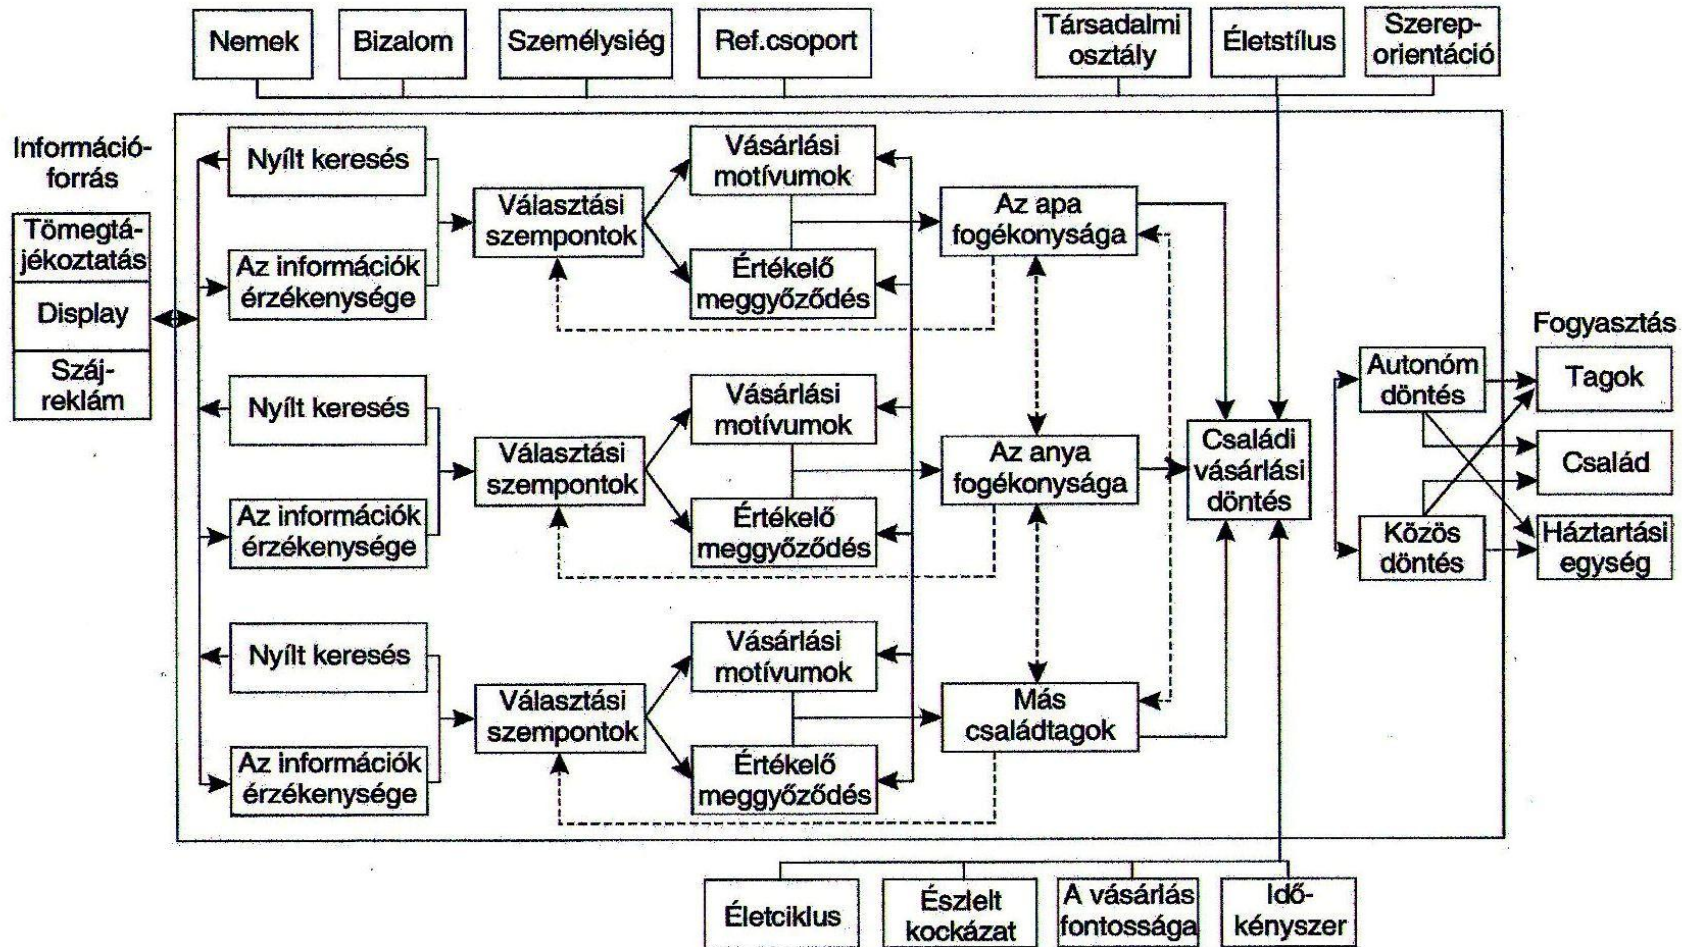 Nemek
Bizalom
Személysiég
Ref.csoport
Társadalmi
osztály
Életstílus
Szerep-
orientáció
Információ-
forrás
Tömegtá-
jékoztatás
Display
Száj-
reklám
Nyílt keresés
Az információk
érzékenysége
Választási
szempontok
Vásárlási
motívumok
Értékelő
meggyőződés
Az apa
fogékonysága
Nyílt keresés
Az információk
érzékenysége
Választási
szempontok
Vásárlási
motívumok
Értékelő
meggyőződés
Az anya
fogékonysága
Nyílt keresés
Az információk
érzékenysége
Választási
szempontok
Vásárlási
motívumok
Értékelő
meggyőződés
Más
családtagok
Családi
vásárlási
döntés
Autonóm
döntés
Közös
döntés
Fogyasztás
Tagok
Család
Háztartási
egység
Életciklus
Észlelt
kockázat
A vásárlás
fontossága
Idő-
kényszer